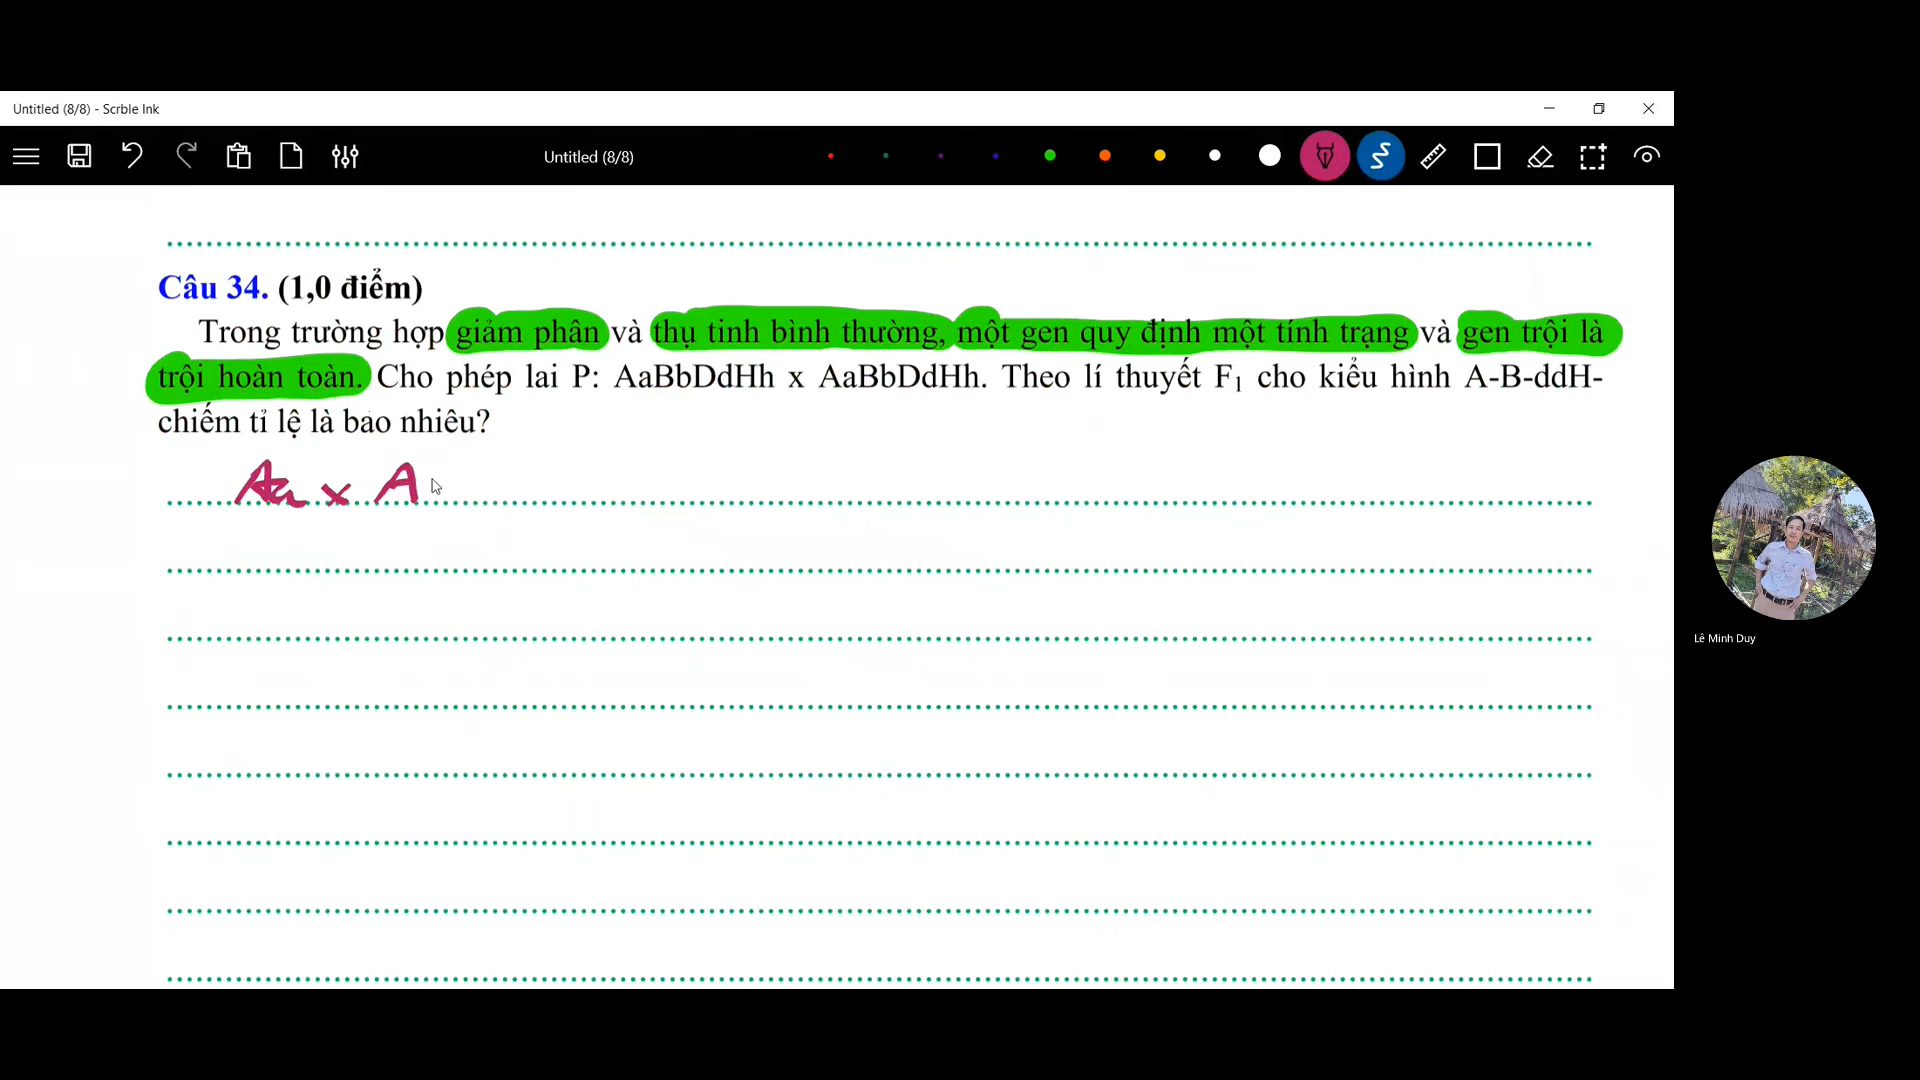 Untitled (8/8) - Scrble Ink
Untitled (8/8)
Câu 34. (1,0 điểm)
Trong trường hợp giảm phân và thụ tinh bình thường, một gen quy định một tính trạng và gen trội là
trội hoàn toàn. Cho phép lai P: AaBbDdHh x AaBbDdHh. Theo lí thuyết F₁ cho kiểu hình A-B-ddH-
chiếm tỉ lệ là bao nhiêu?
Aa x A
Lê Minh Duy